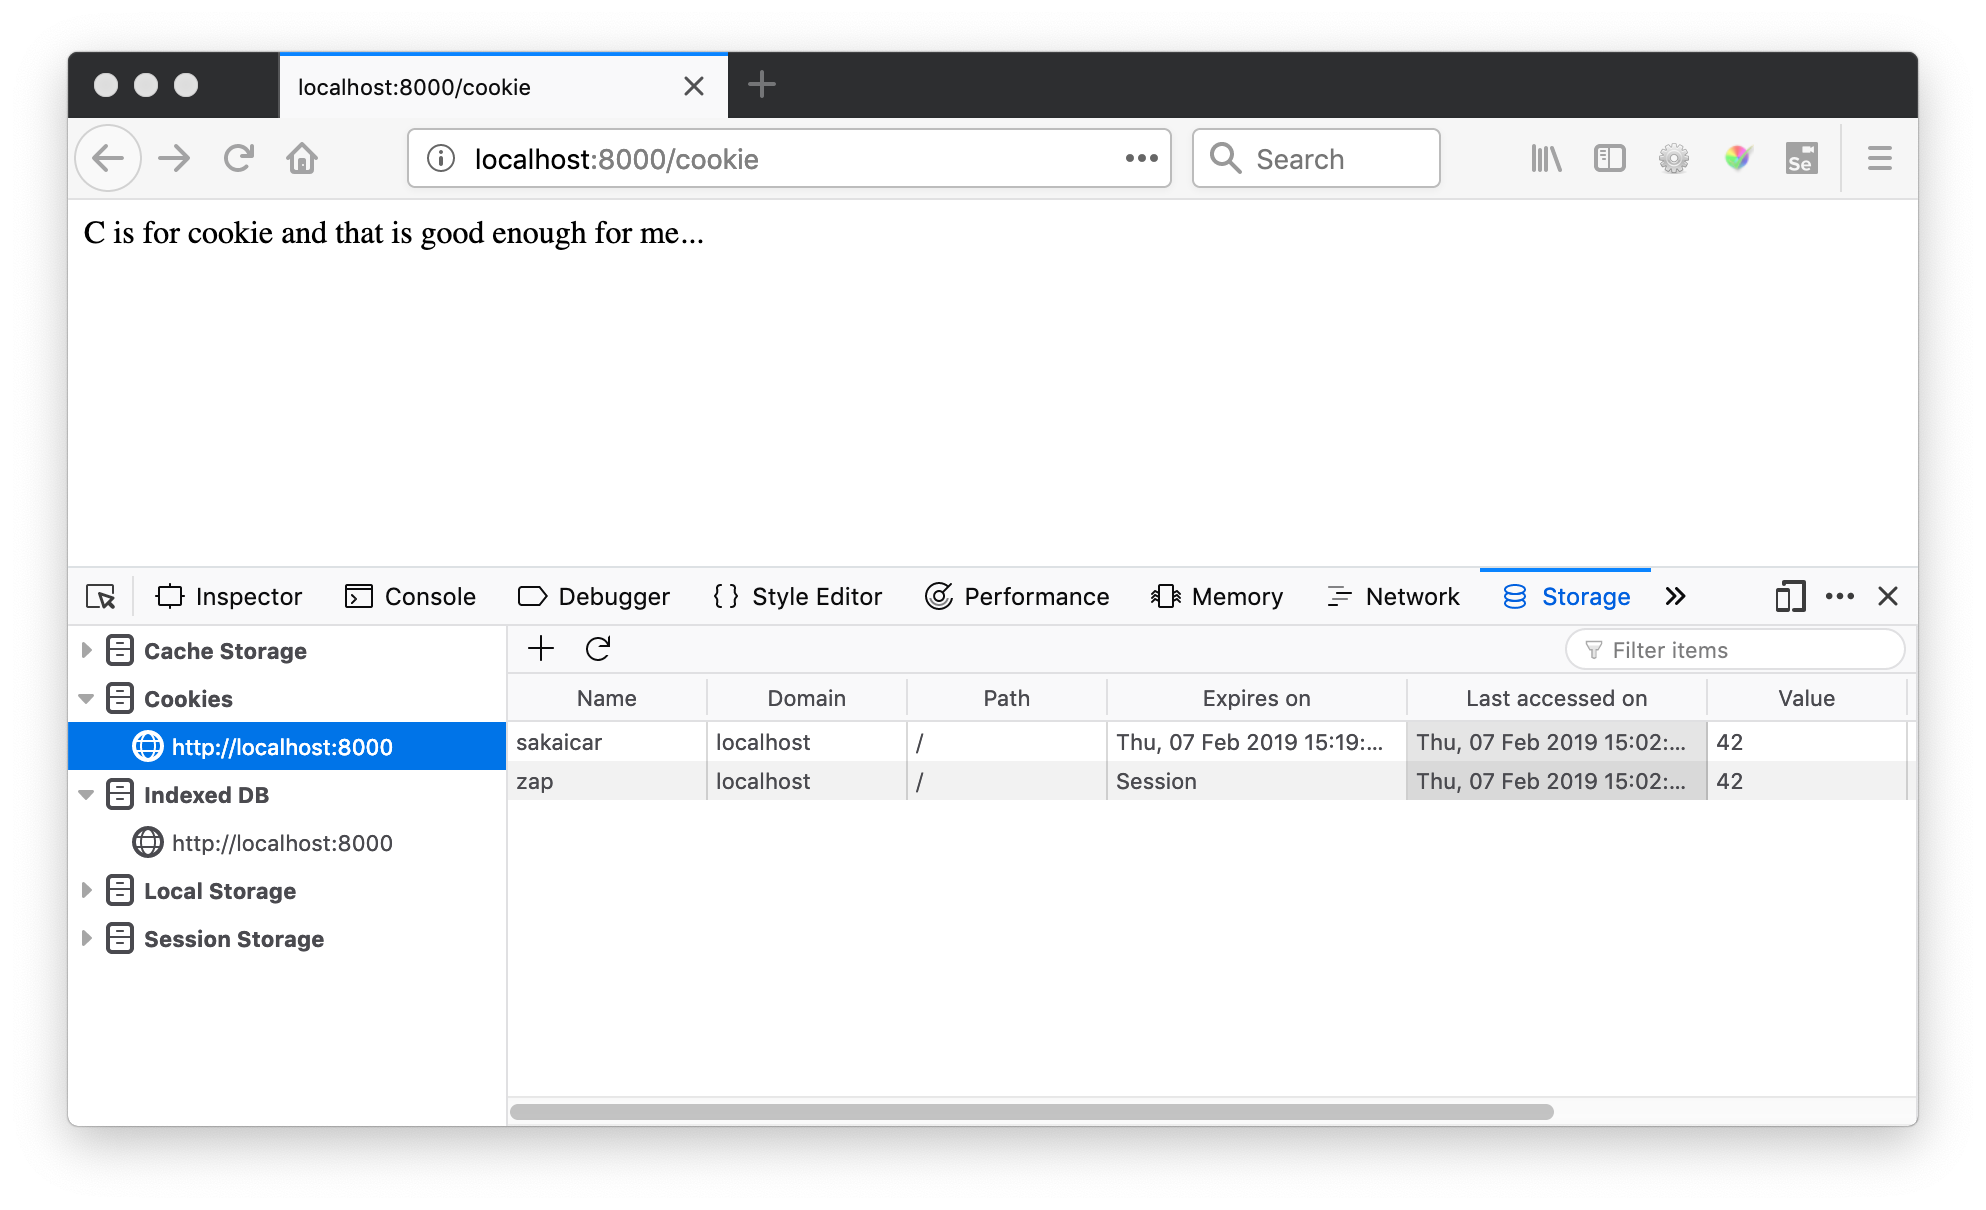 localhost:8000/cookie
localhost:8000/cookie
Search
Se
C is for cookie and that is good enough for me...
Inspector Console Debugger Style Editor Performance Memory Network Storage
Cache Storage
Cookies
http://localhost:8000
Indexed DB
http://localhost:8000
Local Storage
Session Storage
Filter items
Name Domain Path Expires on Last accessed on Value
sakaicar localhost / Thu, 07 Feb 2019 15:19:... Thu, 07 Feb 2019 15:02:... 42
zap localhost / Session Thu, 07 Feb 2019 15:02:... 42